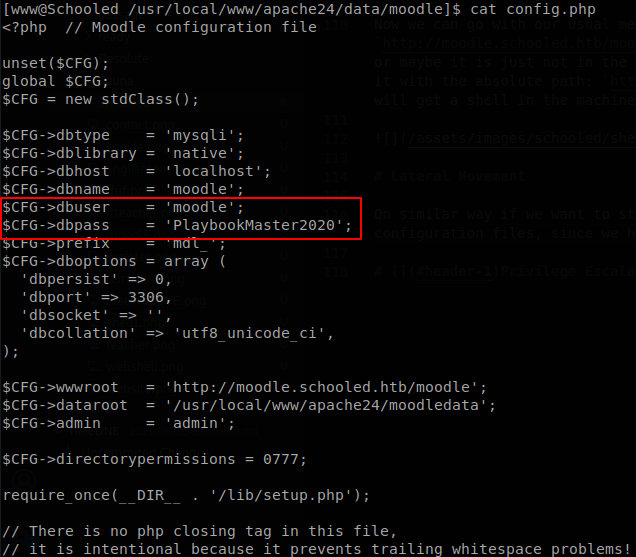 [www@Schooled /usr/local/www/apache24/data/moodle]$ cat config.php
<?php  // Moodle configuration file

unset($CFG);
global $CFG;
$CFG = new stdClass();

$CFG->dbtype    = 'mysqli';
$CFG->dblibrary = 'native';
$CFG->dbhost    = 'localhost';
$CFG->dbname    = 'moodle';
$CFG->dbuser    = 'moodle';
$CFG->dbpass    = 'PlaybookMaster2020';
$CFG->prefix    = 'mdl_';
$CFG->dboptions = array (
  'dbpersist' => 0,
  'dbport' => 3306,
  'dbsocket' => '',
  'dbcollation' => 'utf8_unicode_ci',
);

$CFG->wwwroot   = 'http://moodle.schooled.htb/moodle';
$CFG->dataroot  = '/usr/local/www/apache24/moodledata';
$CFG->admin     = 'admin';

$CFG->directorypermissions = 0777;

require_once(__DIR__ . '/lib/setup.php');

// There is no php closing tag in this file,
// it is intentional because it prevents trailing whitespace problems!